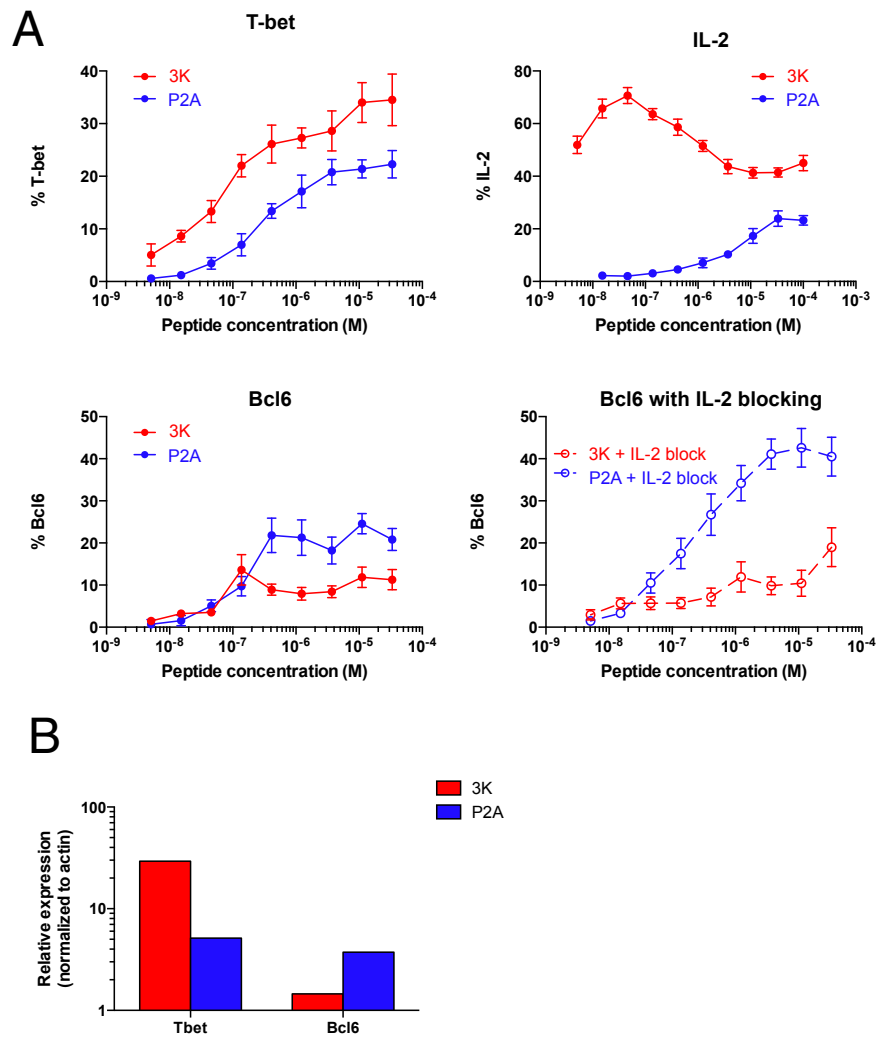 A
T-bet
3K
P2A
% T-bet
40
30
20
10
0
10⁻⁹ 10⁻⁸ 10⁻⁷ 10⁻⁶ 10⁻⁵ 10⁻⁴
Peptide concentration (M)
IL-2
3K
P2A
% IL-2
80
60
40
20
0
10⁻⁹ 10⁻⁸ 10⁻⁷ 10⁻⁶ 10⁻⁵ 10⁻⁴ 10⁻³
Peptide concentration (M)
Bcl6
3K
P2A
% Bcl6
50
40
30
20
10
0
10⁻⁹ 10⁻⁸ 10⁻⁷ 10⁻⁶ 10⁻⁵ 10⁻⁴
Peptide concentration (M)
Bcl6 with IL-2 blocking
3K + IL-2 block
P2A + IL-2 block
% Bcl6
50
40
30
20
10
0
10⁻⁹ 10⁻⁸ 10⁻⁷ 10⁻⁶ 10⁻⁵ 10⁻⁴
Peptide concentration (M)
B
3K
P2A
Relative expression
(normalized to actin)
100
10
1
Tbet Bcl6